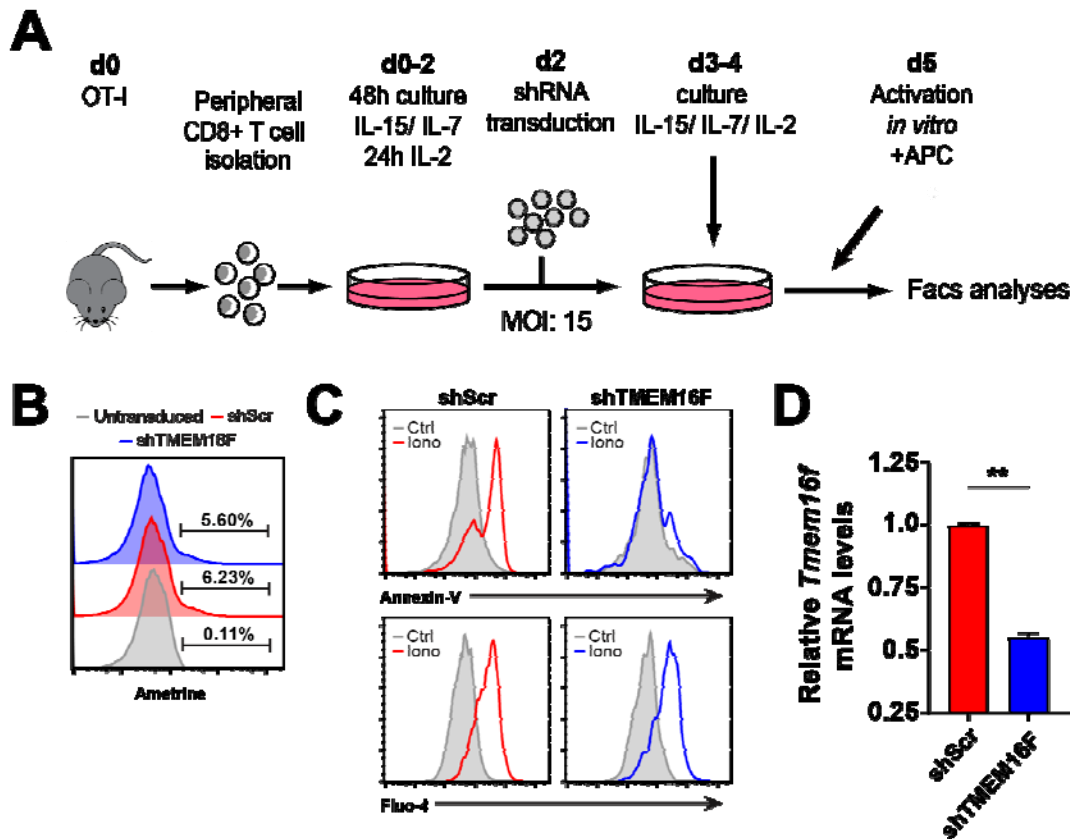 A
d0
OT-I
Peripheral
CD8+ T cell
isolation
d0-2
48h culture
IL-15/ IL-7
24h IL-2
d2
shRNA
transduction
MOI: 15
d3-4
culture
IL-15/ IL-7/ IL-2
d5
Activation
in vitro
+APC
Facs analyses
B
Untransduced shScr
shTMEM16F
5.60%
6.23%
0.11%
Ametrine
C
shScr
Ctrl
Iono
shTMEM16F
Ctrl
Iono
Annexin-V
Ctrl
Iono
Ctrl
Iono
Fluo-4
D
Relative Tmem16f
mRNA levels
1.25
1.0
0.75
0.5
0.25
**
shScr
shTMEM16F